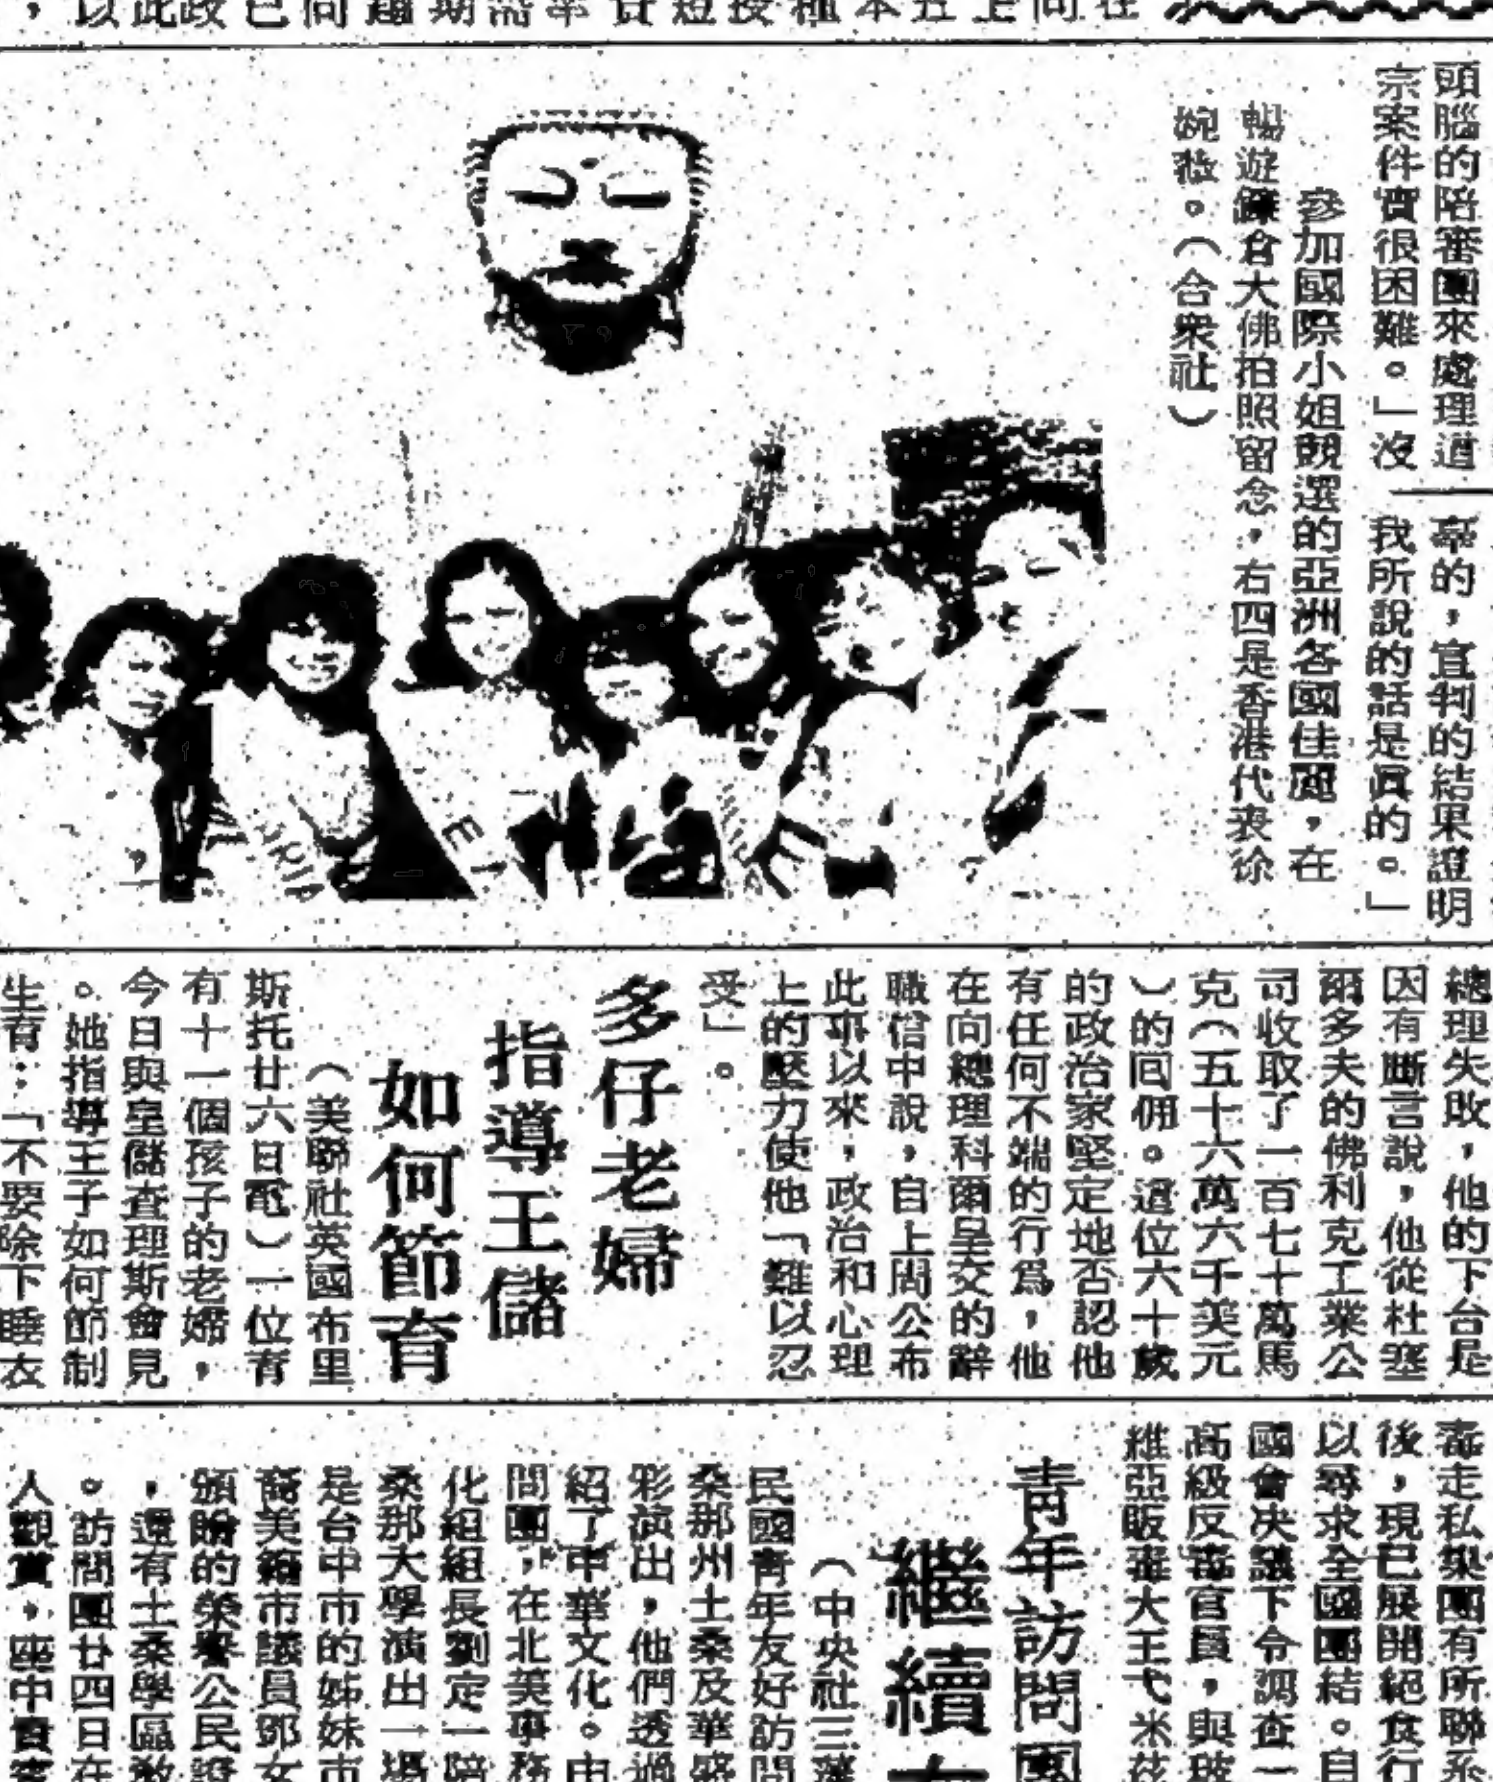 頭腦的陪審團來處理這
宗案件實很困難。」沒
的，宣判的結果證明
我所說的話是眞的。」
參加國際小姐競選的亞洲各國佳麗，在
暢遊鎌倉大佛拍照留念，右四是香港代表徐
婉薇。（合衆社）
總理失敗，他的下台是
因有斷言說，他從杜塞
爾多夫的佛利克工業公
司收取了一百七十萬馬
克（五十六萬六千美元
）的回佣。這位六十歲
的政治家堅定地否認他
有任何不端的行爲，他
在向總理科爾呈交的辭
職信中說，自上周公布
此事以來，政治和心理
上的壓力使他「難以忍
受」。
多仔老婦
指導王儲
如何節育
（美聯社英國布里
斯托廿六日電）一位育
有十一個孩子的老婦，
今日與皇儲查理斯會見
。她指導王子如何節制
生育：「不要除下睡衣
毒走私集團有所聯系
後，現已展開絕食行
以尋求全國團結。自
國會決議下令調查一
高級反毒官員，與玻
維亞販毒大王弋米茲
青年訪問團
繼續
（中央社三藩
民國青年友好訪問
桑那州土桑及華盛
彩演出，他們透過
紹了中華文化。由
問團，在北美事務
化組組長劉定一陪
桑那大學演出一場
是台中市的姊妹市
裔美籍市議員鄧女
頒贈的榮譽公民證
，還有土桑學區敎
。訪問團廿四日在
人觀賞，座中貴賓